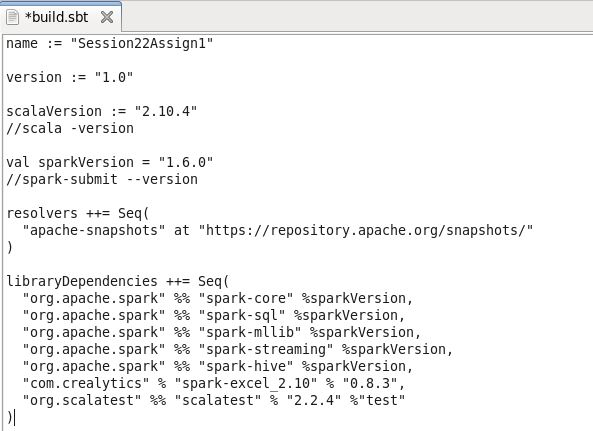 *build.sbt
name := "Session22Assign1"
version := "1.0"
scalaVersion := "2.10.4"
//scala -version
val sparkVersion = "1.6.0"
//spark-submit --version
resolvers ++= Seq(
  "apache-snapshots" at "https://repository.apache.org/snapshots/"
)
libraryDependencies ++= Seq(
  "org.apache.spark" %% "spark-core" %sparkVersion,
  "org.apache.spark" %% "spark-sql" %sparkVersion,
  "org.apache.spark" %% "spark-mllib" %sparkVersion,
  "org.apache.spark" %% "spark-streaming" %sparkVersion,
  "org.apache.spark" %% "spark-hive" %sparkVersion,
  "com.crealytics" % "spark-excel_2.10" % "0.8.3",
  "org.scalatest" %% "scalatest" % "2.2.4" %"test"
)